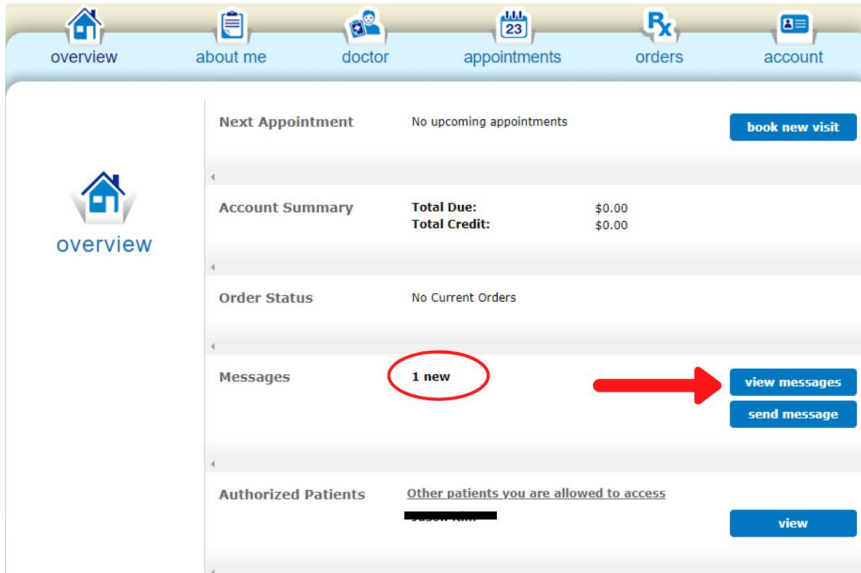 overview
about me
doctor
23
appointments
Rx
orders
account
overview
Next Appointment
No upcoming appointments
book new visit
Account Summary
Total Due: $0.00
Total Credit: $0.00
Order Status
No Current Orders
Messages
1 new
view messages
send message
Authorized Patients
Other patients you are allowed to access
view